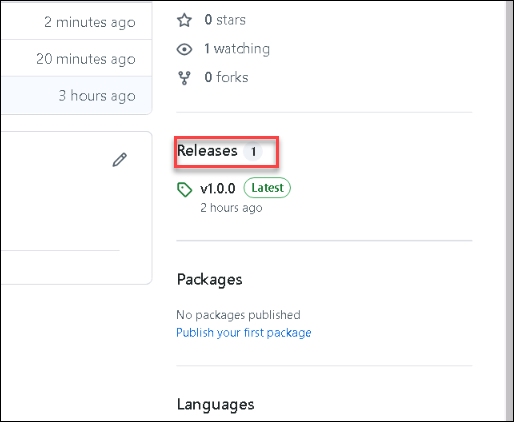 2 minutes ago
20 minutes ago
3 hours ago
0 stars
1 watching
0 forks
Releases 1
v1.0.0 Latest
2 hours ago
Packages
No packages published
Publish your first package
Languages